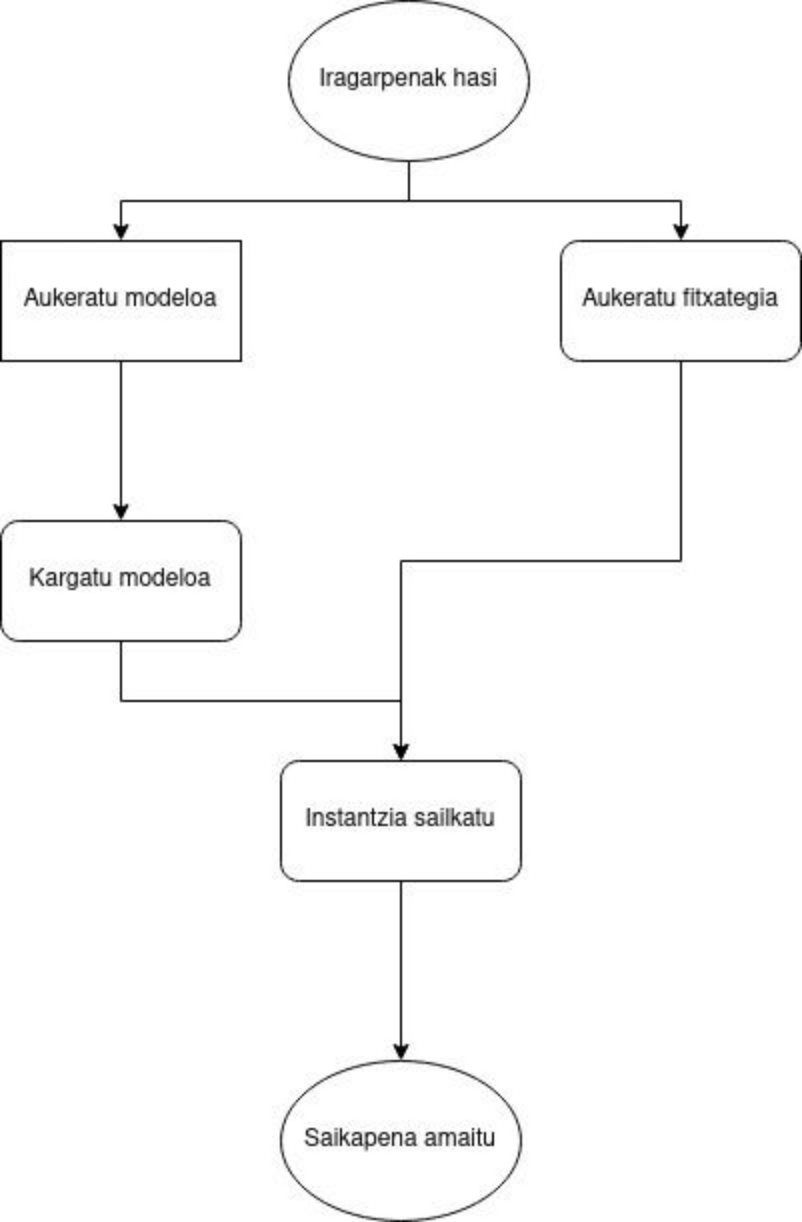 Iragarpenak hasi
Aukeratu modeloa
Aukeratu fitxategia
Kargatu modeloa
Instantzia sailkatu
Saikapena amaitu